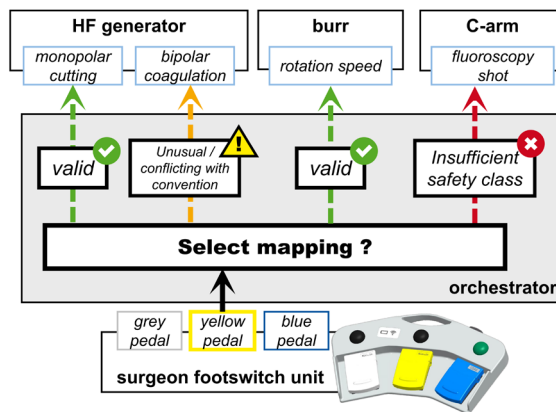 HF generator
burr
C-arm
monopolar
cutting
bipolar
coagulation
rotation speed
fluoroscopy
shot
valid
Unusual /
conflicting with
convention
!
valid
Insufficient
safety class
Select mapping ?
orchestrator
grey
pedal
yellow
pedal
blue
pedal
surgeon footswitch unit